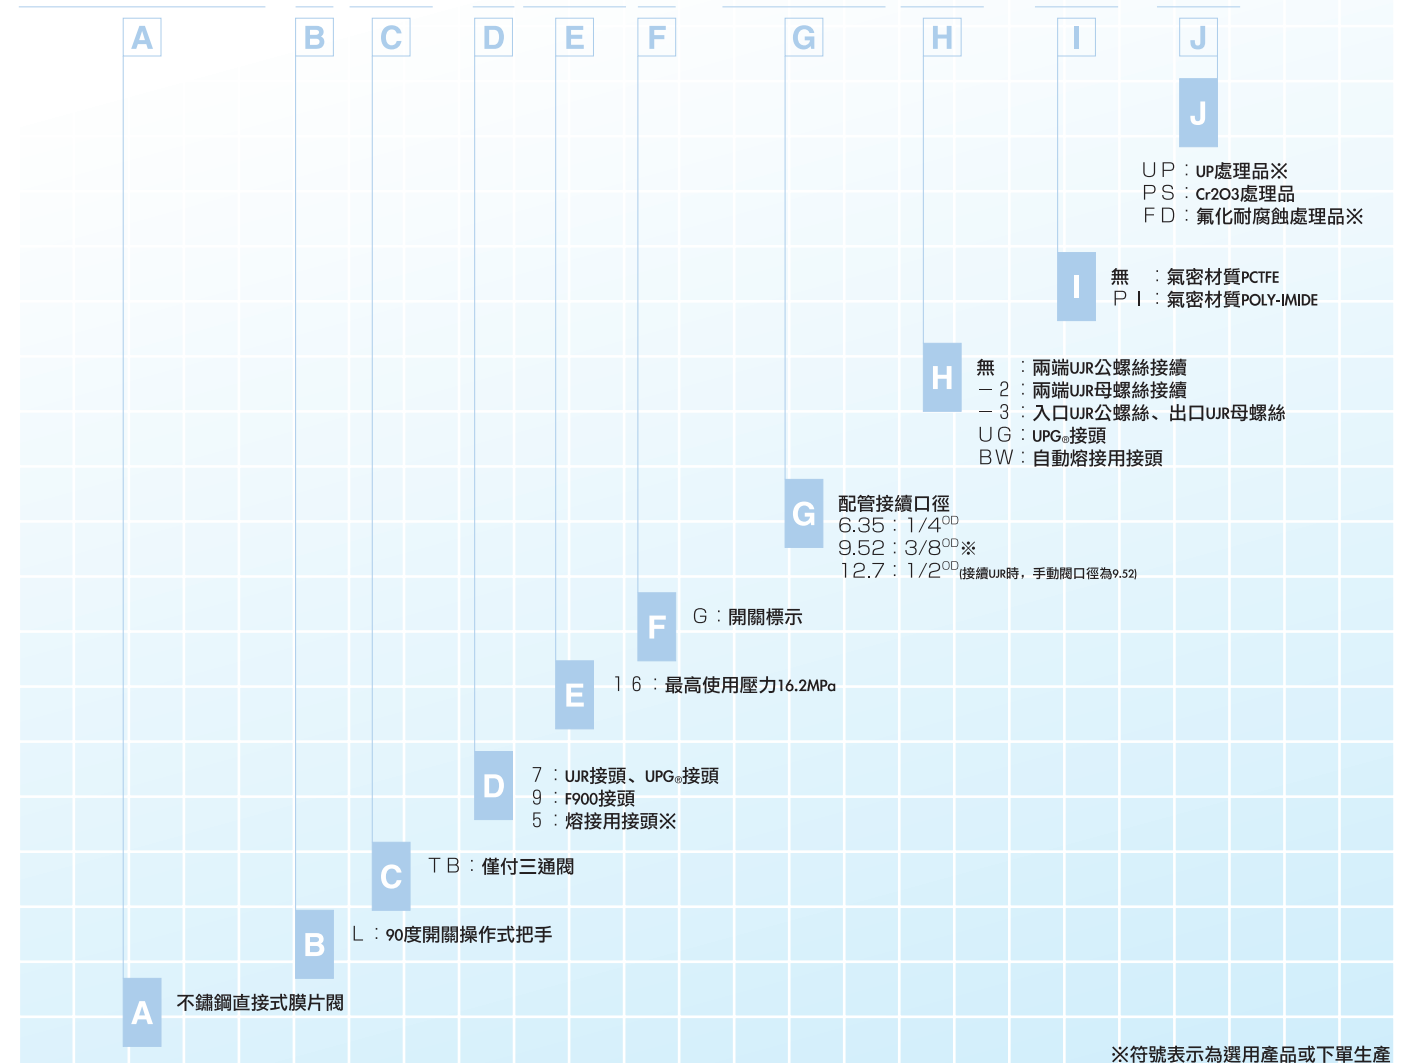 A B C D E F G H I J
J
UP:UP處理品※
PS:Cr2O3處理品
FD:氟化耐腐蝕處理品※
I
無 :氣密材質PCTFE
PI:氣密材質POLY-IMIDE
H
無 :兩端UJR公螺絲接續
－2:兩端UJR母螺絲接續
－3:入口UJR公螺絲、出口UJR母螺絲
UG:UPG®接頭
BW:自動熔接用接頭
G
配管接續口徑
6.35:1/4OD
9.52:3/8OD※
12.7:1/2OD(接續UJR時，手動閥口徑為9.52)
F
G:開關標示
E
16:最高使用壓力16.2MPa
D
7:UJR接頭、UPG®接頭
9:F900接頭
5:熔接用接頭※
C
TB:僅付三通閥
B
L:90度開關操作式把手
A
不鏽鋼直接式膜片閥
※符號表示為選用產品或下單生產